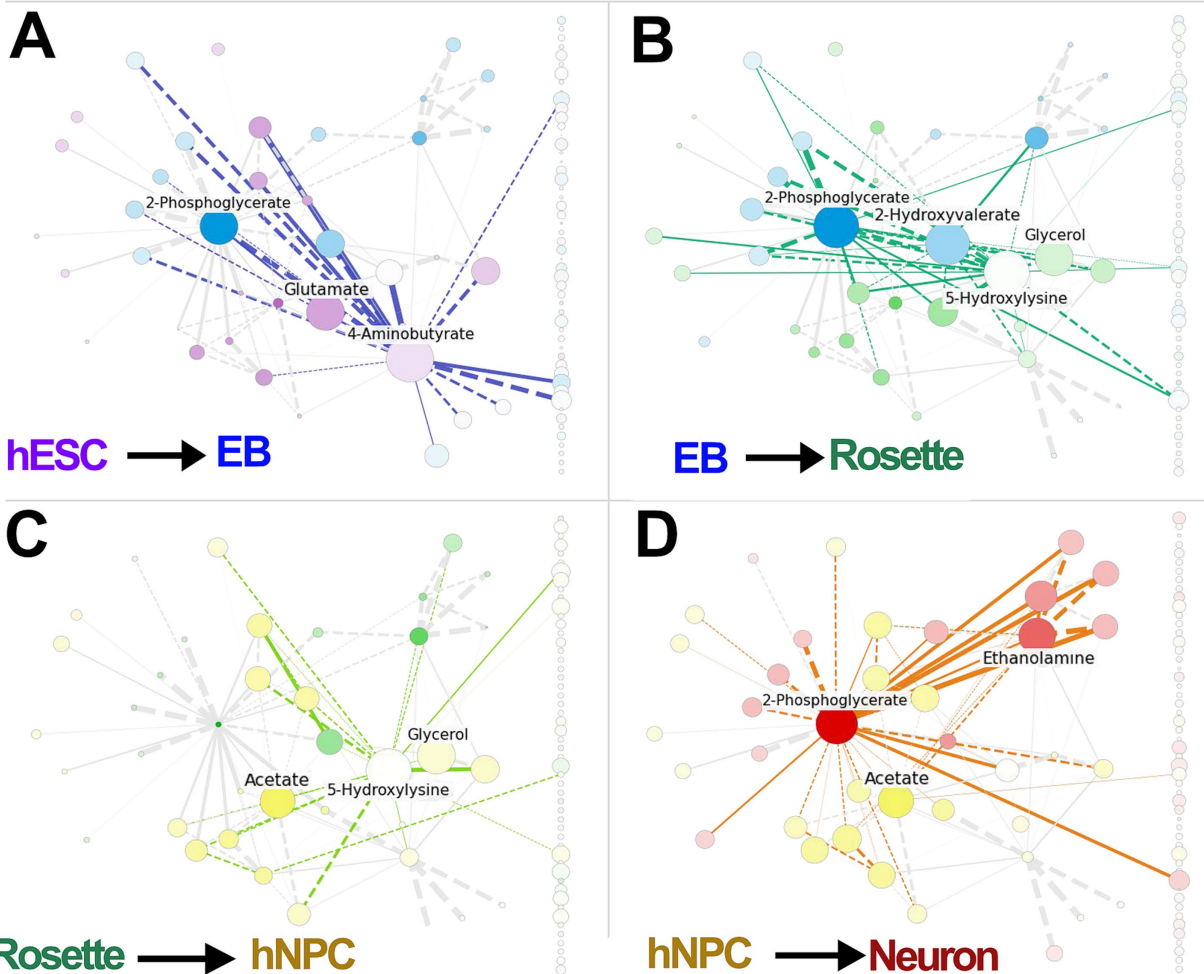 A
2-Phosphoglycerate
Glutamate
4-Aminobutyrate
hESC EB
B
2-Phosphoglycerate
2-Hydroxyvalerate
Glycerol
5-Hydroxylysine
EB Rosette
C
Glycerol
Acetate
5-Hydroxylysine
Rosette hNPC
D
Ethanolamine
2-Phosphoglycerate
Acetate
hNPC Neuron